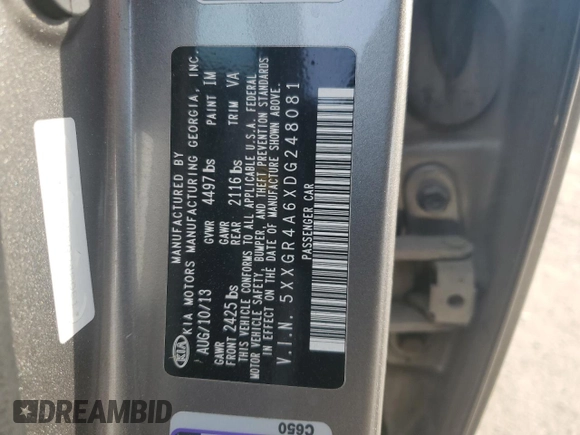 MANUFACTURED BY
KIA KIA MOTORS MANUFACTURING GEORGIA, INC.
AUG/10/13 GVWR 4497 lbs PAINT IM
GAWR FRONT 2425 lbs GAWR REAR 2116 lbs TRIM VA
THIS VEHICLE CONFORMS TO ALL APPLICABLE U.S.A. FEDERAL
MOTOR VEHICLE SAFETY, BUMPER, AND THEFT PREVENTION STANDARDS
IN EFFECT ON THE DATE OF MANUFACTURE SHOWN ABOVE.
V.I.N. 5XXGR4A6XDG248081
PASSENGER CAR
C650
DREAMBID